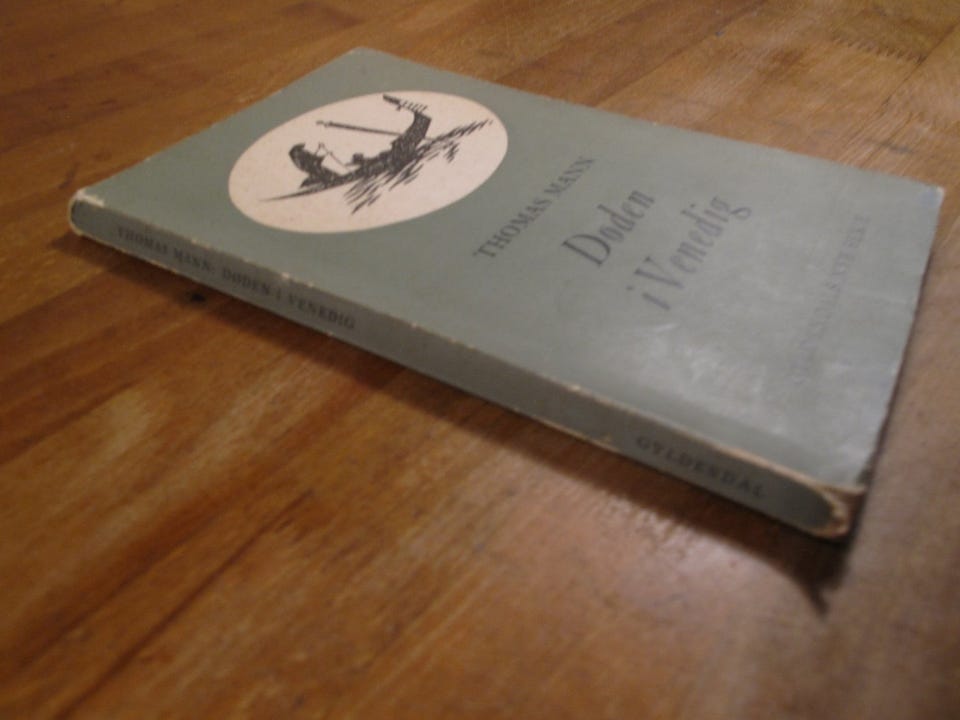 THOMAS MANN
Døden
i Venedig
THOMAS MANN: DØDEN I VENEDIG
GYLDENDAL